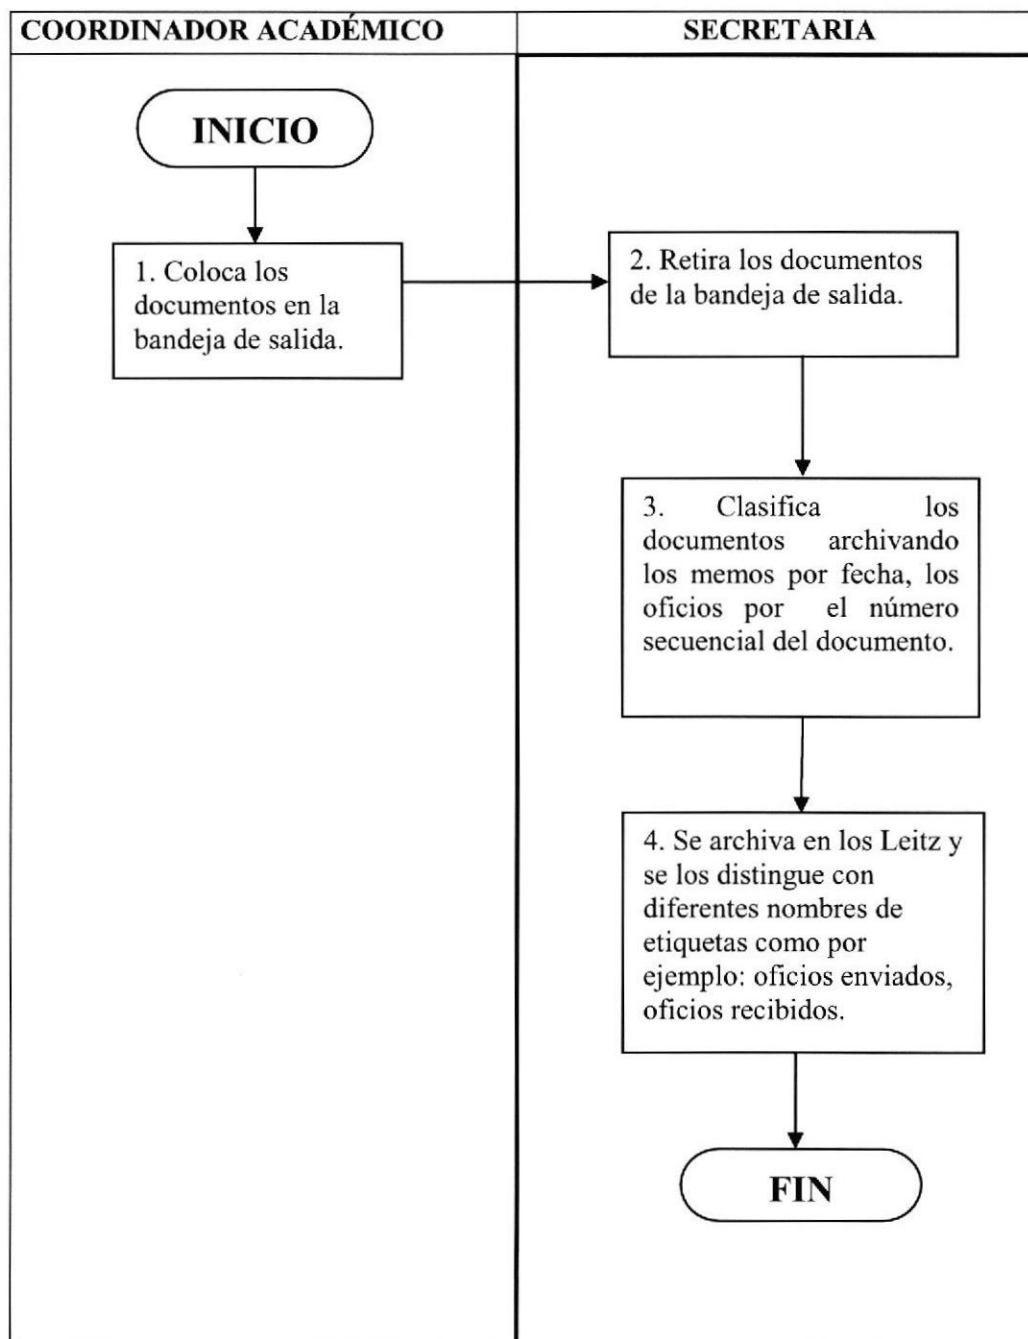 COORDINADOR ACADÉMICO
SECRETARIA
INICIO
1. Coloca los
documentos en la
bandeja de salida.
2. Retira los documentos
de la bandeja de salida.
3. Clasifica los
documentos archivando
los memos por fecha, los
oficios por el número
secuencial del documento.
4. Se archiva en los Leitz y
se los distingue con
diferentes nombres de
etiquetas como por
ejemplo: oficios enviados,
oficios recibidos.
FIN